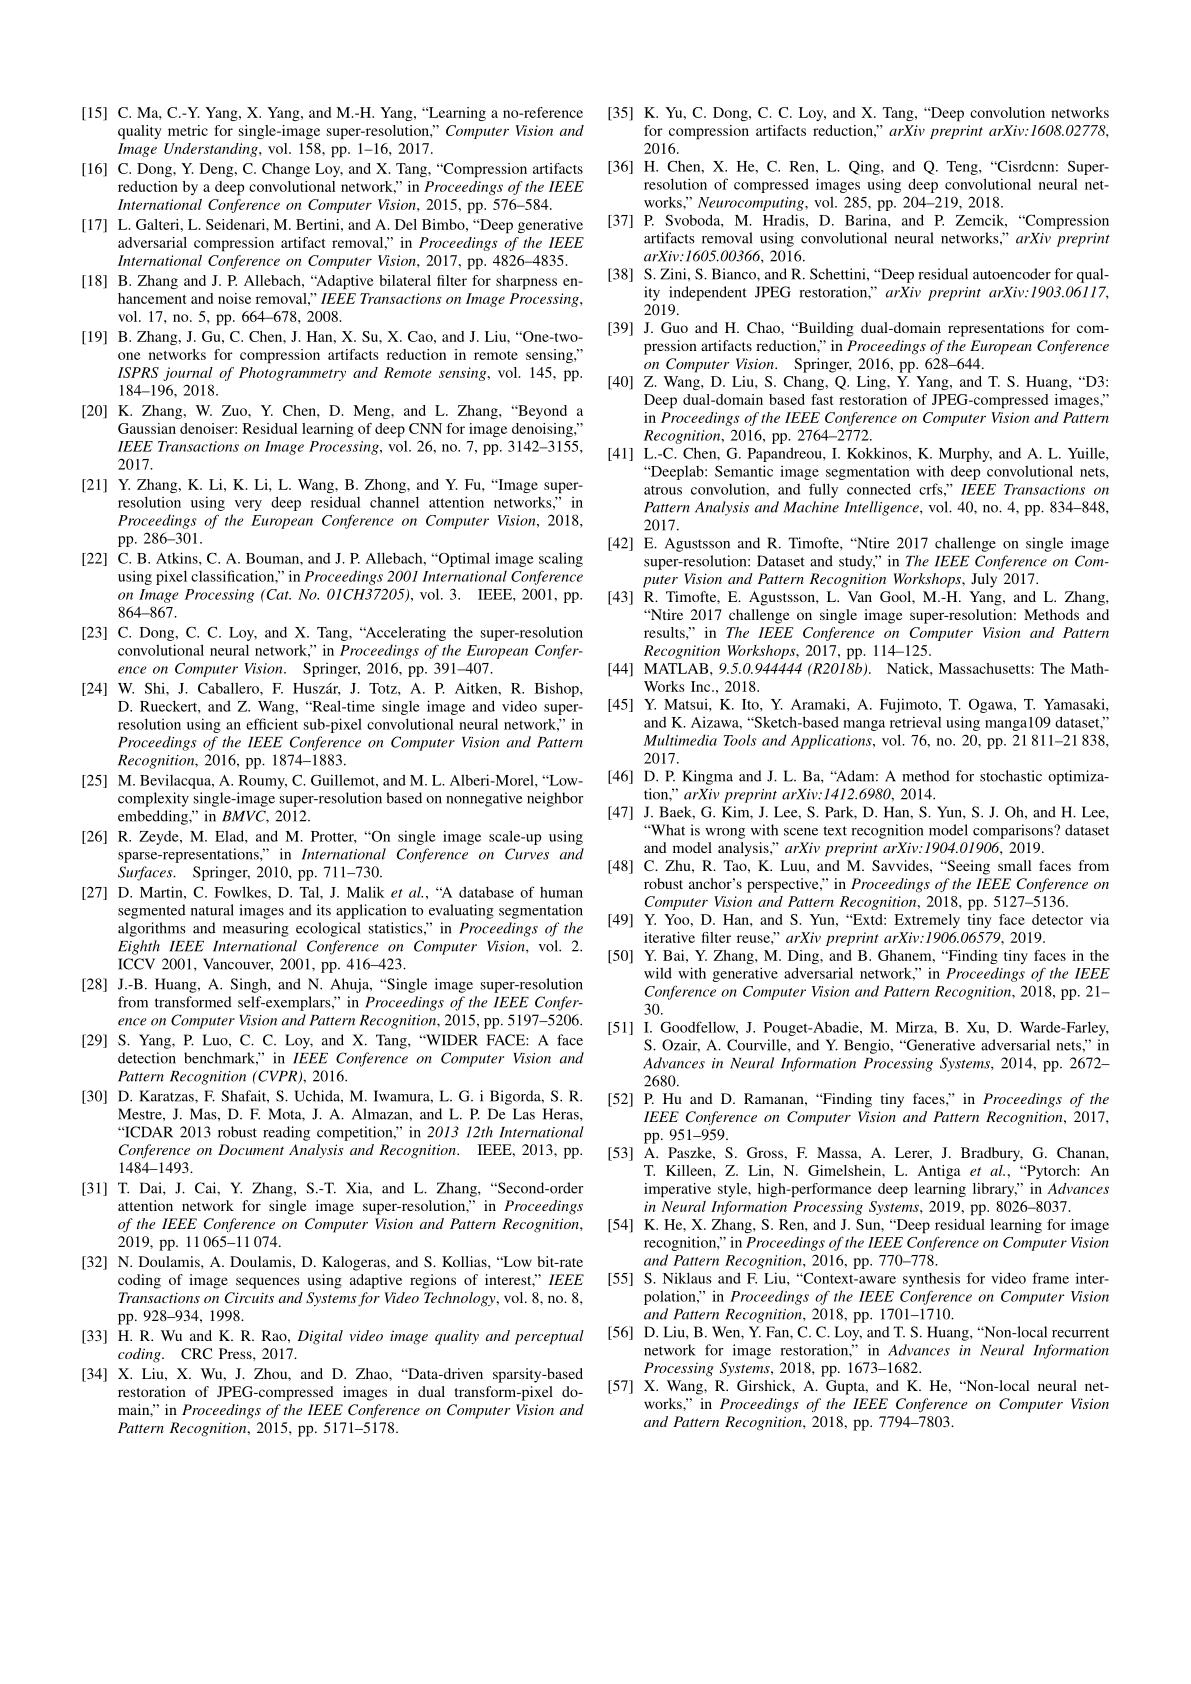 [15] C. Ma, C.-Y. Yang, X. Yang, and M.-H. Yang, “Learning a no-reference
quality metric for single-image super-resolution,” Computer Vision and
Image Understanding, vol. 158, pp. 1–16, 2017.
[16] C. Dong, Y. Deng, C. Change Loy, and X. Tang, “Compression artifacts
reduction by a deep convolutional network,” in Proceedings of the IEEE
International Conference on Computer Vision, 2015, pp. 576–584.
[17] L. Galteri, L. Seidenari, M. Bertini, and A. Del Bimbo, “Deep generative
adversarial compression artifact removal,” in Proceedings of the IEEE
International Conference on Computer Vision, 2017, pp. 4826–4835.
[18] B. Zhang and J. P. Allebach, “Adaptive bilateral filter for sharpness en-
hancement and noise removal,” IEEE Transactions on Image Processing,
vol. 17, no. 5, pp. 664–678, 2008.
[19] B. Zhang, J. Gu, C. Chen, J. Han, X. Su, X. Cao, and J. Liu, “One-two-
one networks for compression artifacts reduction in remote sensing,”
ISPRS journal of Photogrammetry and Remote sensing, vol. 145, pp.
184–196, 2018.
[20] K. Zhang, W. Zuo, Y. Chen, D. Meng, and L. Zhang, “Beyond a
Gaussian denoiser: Residual learning of deep CNN for image denoising,”
IEEE Transactions on Image Processing, vol. 26, no. 7, pp. 3142–3155,
2017.
[21] Y. Zhang, K. Li, K. Li, L. Wang, B. Zhong, and Y. Fu, “Image super-
resolution using very deep residual channel attention networks,” in
Proceedings of the European Conference on Computer Vision, 2018,
pp. 286–301.
[22] C. B. Atkins, C. A. Bouman, and J. P. Allebach, “Optimal image scaling
using pixel classification,” in Proceedings 2001 International Conference
on Image Processing (Cat. No. 01CH37205), vol. 3. IEEE, 2001, pp.
864–867.
[23] C. Dong, C. C. Loy, and X. Tang, “Accelerating the super-resolution
convolutional neural network,” in Proceedings of the European Confer-
ence on Computer Vision. Springer, 2016, pp. 391–407.
[24] W. Shi, J. Caballero, F. Huszár, J. Totz, A. P. Aitken, R. Bishop,
D. Rueckert, and Z. Wang, “Real-time single image and video super-
resolution using an efficient sub-pixel convolutional neural network,” in
Proceedings of the IEEE Conference on Computer Vision and Pattern
Recognition, 2016, pp. 1874–1883.
[25] M. Bevilacqua, A. Roumy, C. Guillemot, and M. L. Alberi-Morel, “Low-
complexity single-image super-resolution based on nonnegative neighbor
embedding,” in BMVC, 2012.
[26] R. Zeyde, M. Elad, and M. Protter, “On single image scale-up using
sparse-representations,” in International Conference on Curves and
Surfaces. Springer, 2010, pp. 711–730.
[27] D. Martin, C. Fowlkes, D. Tal, J. Malik et al., “A database of human
segmented natural images and its application to evaluating segmentation
algorithms and measuring ecological statistics,” in Proceedings of the
Eighth IEEE International Conference on Computer Vision, vol. 2.
ICCV 2001, Vancouver, 2001, pp. 416–423.
[28] J.-B. Huang, A. Singh, and N. Ahuja, “Single image super-resolution
from transformed self-exemplars,” in Proceedings of the IEEE Confer-
ence on Computer Vision and Pattern Recognition, 2015, pp. 5197–5206.
[29] S. Yang, P. Luo, C. C. Loy, and X. Tang, “WIDER FACE: A face
detection benchmark,” in IEEE Conference on Computer Vision and
Pattern Recognition (CVPR), 2016.
[30] D. Karatzas, F. Shafait, S. Uchida, M. Iwamura, L. G. i Bigorda, S. R.
Mestre, J. Mas, D. F. Mota, J. A. Almazan, and L. P. De Las Heras,
“ICDAR 2013 robust reading competition,” in 2013 12th International
Conference on Document Analysis and Recognition. IEEE, 2013, pp.
1484–1493.
[31] T. Dai, J. Cai, Y. Zhang, S.-T. Xia, and L. Zhang, “Second-order
attention network for single image super-resolution,” in Proceedings
of the IEEE Conference on Computer Vision and Pattern Recognition,
2019, pp. 11 065–11 074.
[32] N. Doulamis, A. Doulamis, D. Kalogeras, and S. Kollias, “Low bit-rate
coding of image sequences using adaptive regions of interest,” IEEE
Transactions on Circuits and Systems for Video Technology, vol. 8, no. 8,
pp. 928–934, 1998.
[33] H. R. Wu and K. R. Rao, Digital video image quality and perceptual
coding. CRC Press, 2017.
[34] X. Liu, X. Wu, J. Zhou, and D. Zhao, “Data-driven sparsity-based
restoration of JPEG-compressed images in dual transform-pixel do-
main,” in Proceedings of the IEEE Conference on Computer Vision and
Pattern Recognition, 2015, pp. 5171–5178.
[35] K. Yu, C. Dong, C. C. Loy, and X. Tang, “Deep convolution networks
for compression artifacts reduction,” arXiv preprint arXiv:1608.02778,
2016.
[36] H. Chen, X. He, C. Ren, L. Qing, and Q. Teng, “Cisrdcnn: Super-
resolution of compressed images using deep convolutional neural net-
works,” Neurocomputing, vol. 285, pp. 204–219, 2018.
[37] P. Svoboda, M. Hradis, D. Barina, and P. Zemcik, “Compression
artifacts removal using convolutional neural networks,” arXiv preprint
arXiv:1605.00366, 2016.
[38] S. Zini, S. Bianco, and R. Schettini, “Deep residual autoencoder for qual-
ity independent JPEG restoration,” arXiv preprint arXiv:1903.06117,
2019.
[39] J. Guo and H. Chao, “Building dual-domain representations for com-
pression artifacts reduction,” in Proceedings of the European Conference
on Computer Vision. Springer, 2016, pp. 628–644.
[40] Z. Wang, D. Liu, S. Chang, Q. Ling, Y. Yang, and T. S. Huang, “D3:
Deep dual-domain based fast restoration of JPEG-compressed images,”
in Proceedings of the IEEE Conference on Computer Vision and Pattern
Recognition, 2016, pp. 2764–2772.
[41] L.-C. Chen, G. Papandreou, I. Kokkinos, K. Murphy, and A. L. Yuille,
“Deeplab: Semantic image segmentation with deep convolutional nets,
atrous convolution, and fully connected crfs,” IEEE Transactions on
Pattern Analysis and Machine Intelligence, vol. 40, no. 4, pp. 834–848,
2017.
[42] E. Agustsson and R. Timofte, “Ntire 2017 challenge on single image
super-resolution: Dataset and study,” in The IEEE Conference on Com-
puter Vision and Pattern Recognition Workshops, July 2017.
[43] R. Timofte, E. Agustsson, L. Van Gool, M.-H. Yang, and L. Zhang,
“Ntire 2017 challenge on single image super-resolution: Methods and
results,” in The IEEE Conference on Computer Vision and Pattern
Recognition Workshops, 2017, pp. 114–125.
[44] MATLAB, 9.5.0.944444 (R2018b). Natick, Massachusetts: The Math-
Works Inc., 2018.
[45] Y. Matsui, K. Ito, Y. Aramaki, A. Fujimoto, T. Ogawa, T. Yamasaki,
and K. Aizawa, “Sketch-based manga retrieval using manga109 dataset,”
Multimedia Tools and Applications, vol. 76, no. 20, pp. 21 811–21 838,
2017.
[46] D. P. Kingma and J. L. Ba, “Adam: A method for stochastic optimiza-
tion,” arXiv preprint arXiv:1412.6980, 2014.
[47] J. Baek, G. Kim, J. Lee, S. Park, D. Han, S. Yun, S. J. Oh, and H. Lee,
“What is wrong with scene text recognition model comparisons? dataset
and model analysis,” arXiv preprint arXiv:1904.01906, 2019.
[48] C. Zhu, R. Tao, K. Luu, and M. Savvides, “Seeing small faces from
robust anchor’s perspective,” in Proceedings of the IEEE Conference on
Computer Vision and Pattern Recognition, 2018, pp. 5127–5136.
[49] Y. Yoo, D. Han, and S. Yun, “Extd: Extremely tiny face detector via
iterative filter reuse,” arXiv preprint arXiv:1906.06579, 2019.
[50] Y. Bai, Y. Zhang, M. Ding, and B. Ghanem, “Finding tiny faces in the
wild with generative adversarial network,” in Proceedings of the IEEE
Conference on Computer Vision and Pattern Recognition, 2018, pp. 21–
30.
[51] I. Goodfellow, J. Pouget-Abadie, M. Mirza, B. Xu, D. Warde-Farley,
S. Ozair, A. Courville, and Y. Bengio, “Generative adversarial nets,” in
Advances in Neural Information Processing Systems, 2014, pp. 2672–
2680.
[52] P. Hu and D. Ramanan, “Finding tiny faces,” in Proceedings of the
IEEE Conference on Computer Vision and Pattern Recognition, 2017,
pp. 951–959.
[53] A. Paszke, S. Gross, F. Massa, A. Lerer, J. Bradbury, G. Chanan,
T. Killeen, Z. Lin, N. Gimelshein, L. Antiga et al., “Pytorch: An
imperative style, high-performance deep learning library,” in Advances
in Neural Information Processing Systems, 2019, pp. 8026–8037.
[54] K. He, X. Zhang, S. Ren, and J. Sun, “Deep residual learning for image
recognition,” in Proceedings of the IEEE Conference on Computer Vision
and Pattern Recognition, 2016, pp. 770–778.
[55] S. Niklaus and F. Liu, “Context-aware synthesis for video frame inter-
polation,” in Proceedings of the IEEE Conference on Computer Vision
and Pattern Recognition, 2018, pp. 1701–1710.
[56] D. Liu, B. Wen, Y. Fan, C. C. Loy, and T. S. Huang, “Non-local recurrent
network for image restoration,” in Advances in Neural Information
Processing Systems, 2018, pp. 1673–1682.
[57] X. Wang, R. Girshick, A. Gupta, and K. He, “Non-local neural net-
works,” in Proceedings of the IEEE Conference on Computer Vision
and Pattern Recognition, 2018, pp. 7794–7803.